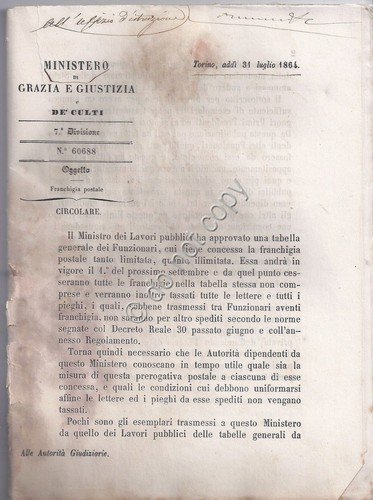 all'uffizio d'istruzione
MINISTERO
DI
GRAZIA E GIUSTIZIA
e
DE' CULTI
7.ª Divisione
N.º 60688
Oggetto
Franchigia postale
CIRCOLARE.
Torino, addì 31 luglio 1864.
Il Ministro dei Lavori pubblici ha approvato una tabella
generale dei Funzionari, cui viene concessa la franchigia
postale tanto limitata, quanto illimitata. Essa andrà in
vigore il 1.º del prossimo settembre e da quel punto ces-
seranno tutte le franchigie nella tabella stessa non com-
prese e verranno inoltre tassati tutte le lettere e tutti i
pieghi, i quali, sebbene trasmessi tra Funzionari aventi
franchigia, non saranno per altro spediti secondo le norme
segnate col Decreto Reale 30 passato giugno e coll'an-
nesso Regolamento.
Torna quindi necessario che le Autorità dipendenti da
questo Ministero conoscano in tempo utile quale sia la
misura di questa prerogativa postale a ciascuna di esse
concessa, e quali le condizioni cui debbono uniformarsi
affine le lettere ed i pieghi da esse spediti non vengano
tassati.
Pochi sono gli esemplari trasmessi a questo Ministero
da quello dei Lavori pubblici delle tabelle generali da
Alle Autorità Giudiziarie.